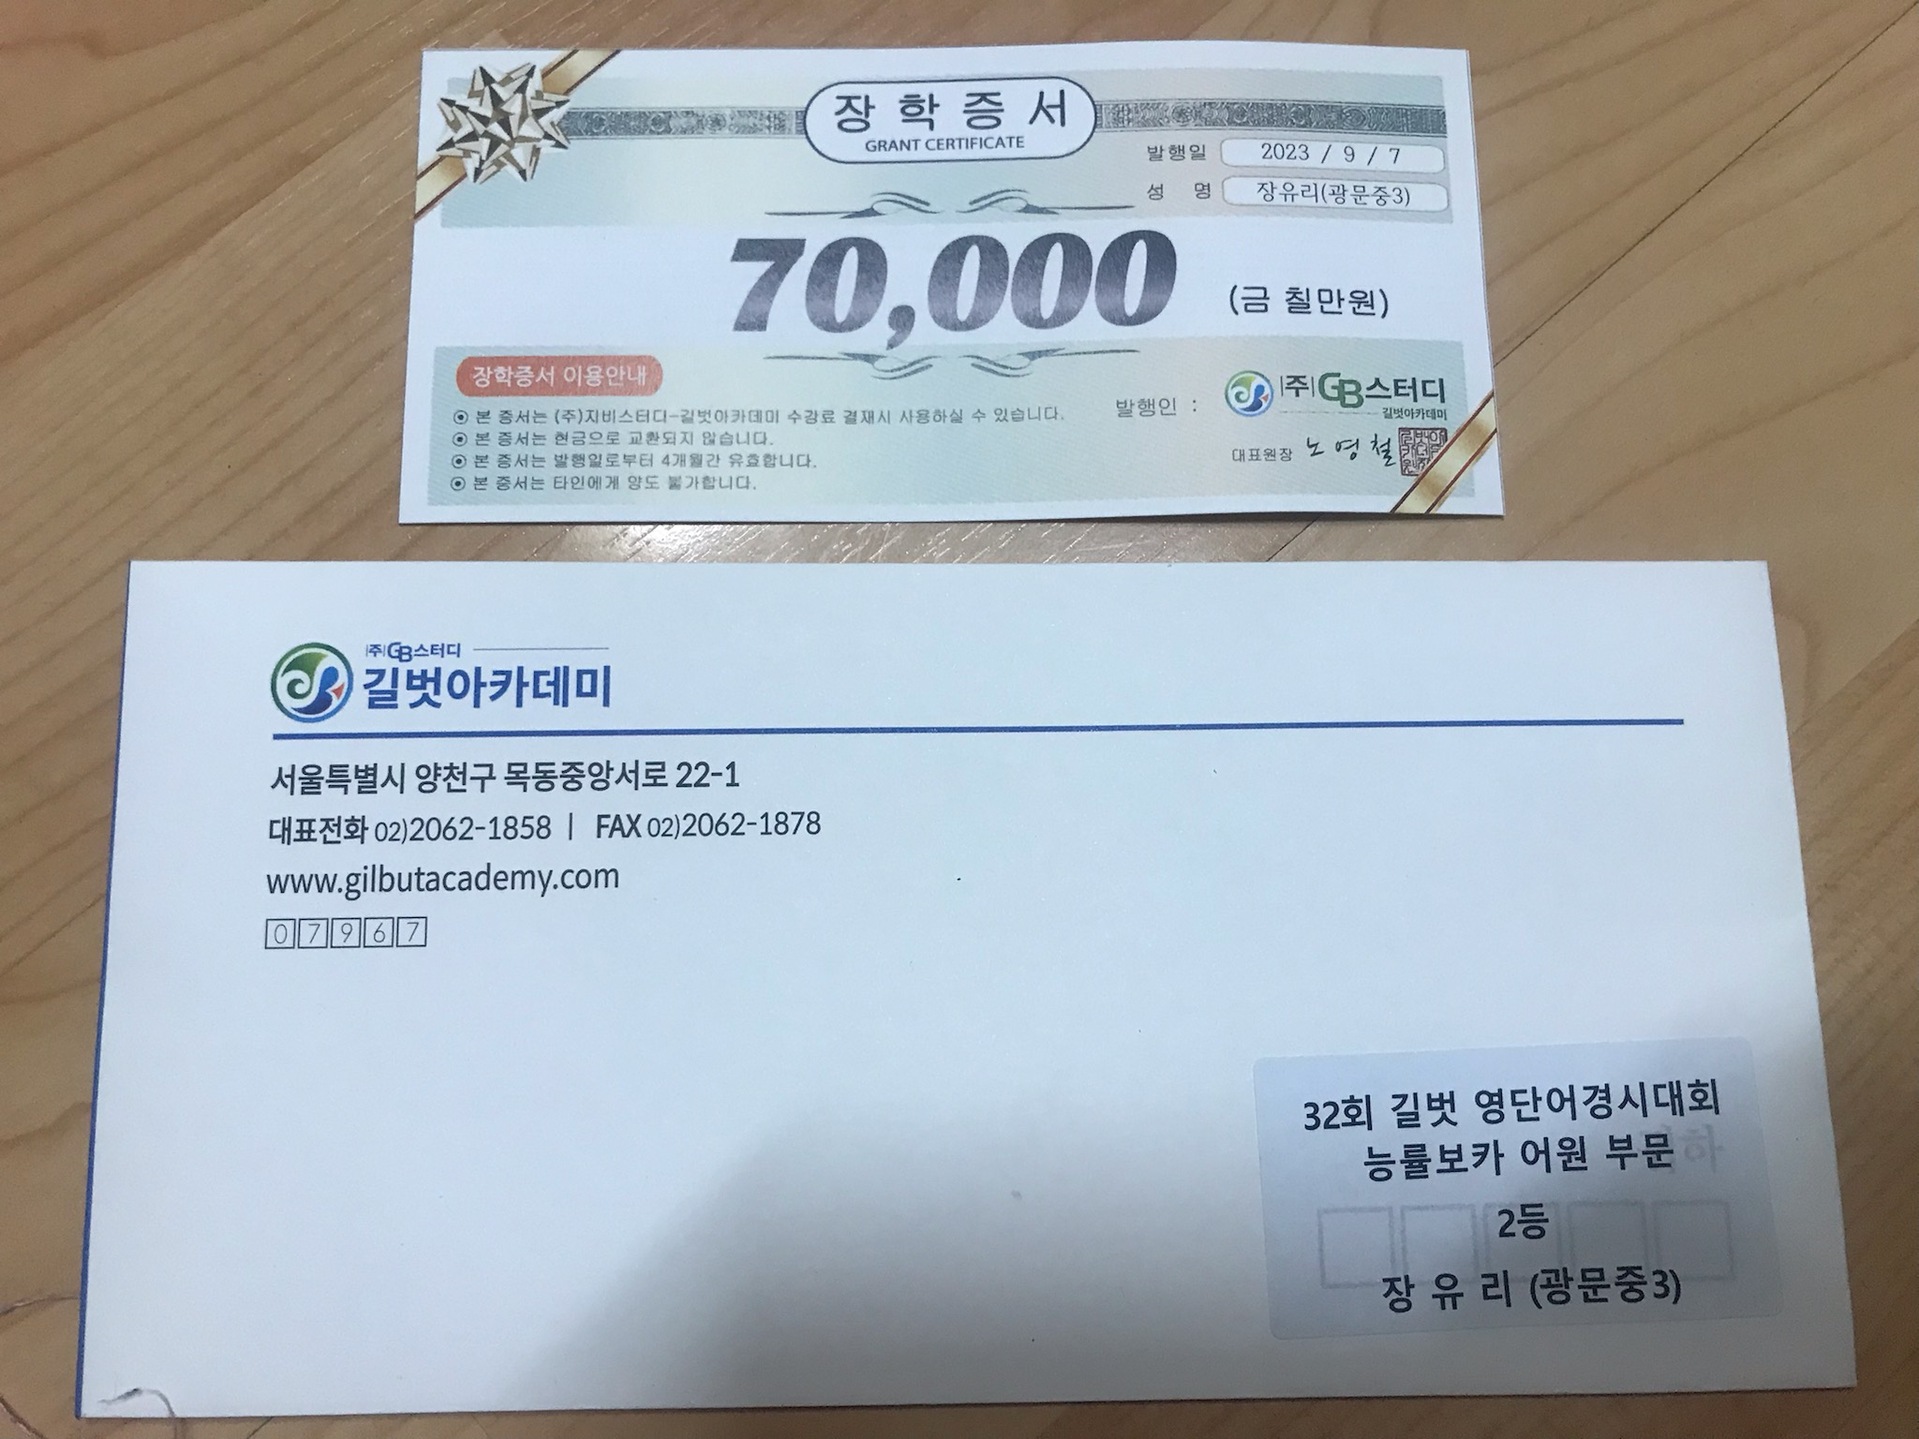 장학증서
GRANT CERTIFICATE
발행일 2023 / 9 / 7
성 명 장유리(광문중3)
70,000 (금 칠만원)
장학증서 이용안내
⊙ 본 증서는 (주)지비스터디-길벗아카데미 수강료 결재시 사용하실 수 있습니다.
⊙ 본 증서는 현금으로 교환되지 않습니다.
⊙ 본 증서는 발행일로부터 4개월간 유효합니다.
⊙ 본 증서는 타인에게 양도 불가합니다.
발행인 : (주)GB스터디
길벗아카데미
대표원장 노영철
(주)GB스터디
길벗아카데미
서울특별시 양천구 목동중앙서로 22-1
대표전화 02)2062-1858 | FAX 02)2062-1878
www.gilbutacademy.com
07967
32회 길벗 영단어경시대회
능률보카 어원 부문
2등
장 유 리 (광문중3)